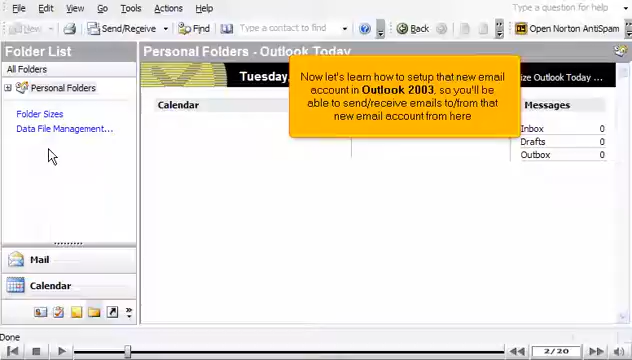 File Edit View Go Tools Actions Help
Type a question for help
New Send/Receive Find Type a contact to find Back Open Norton AntiSpam
Folder List
Personal Folders - Outlook Today
All Folders
Personal Folders
Folder Sizes
Data File Management...
Tuesday,
ize Outlook Today ...
Calendar
Messages
Inbox 0
Drafts 0
Outbox 0
Now let's learn how to setup that new email
account in Outlook 2003, so you'll be
able to send/receive emails to/from that
new email account from here
Mail
Calendar
Done
2/20